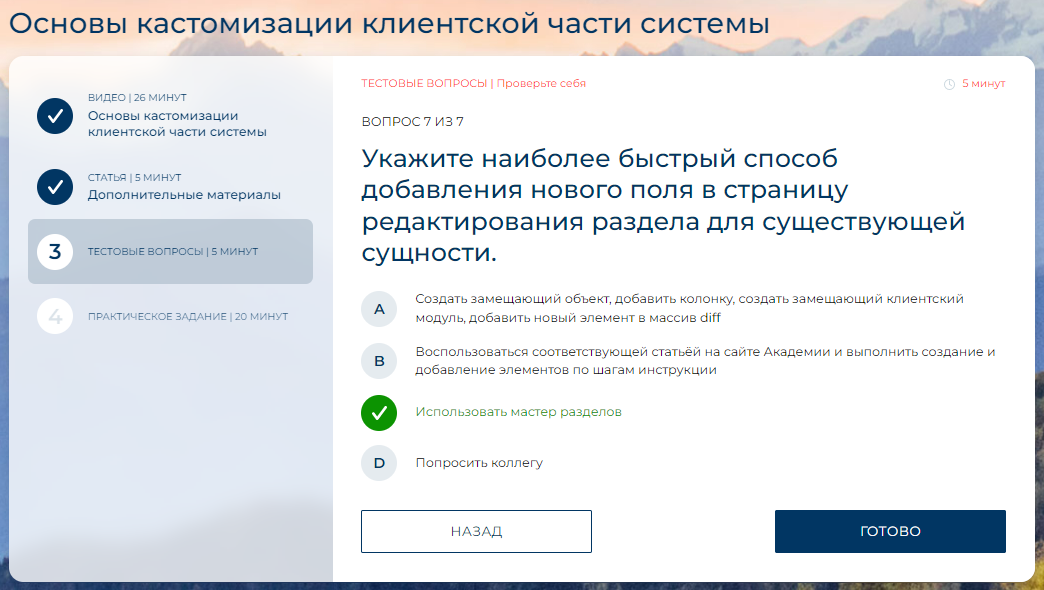 Основы кастомизации клиентской части системы
ВИДЕО | 26 МИНУТ
Основы кастомизации
клиентской части системы
СТАТЬЯ | 5 МИНУТ
Дополнительные материалы
3
ТЕСТОВЫЕ ВОПРОСЫ | 5 МИНУТ
4
ПРАКТИЧЕСКОЕ ЗАДАНИЕ | 20 МИНУТ
ТЕСТОВЫЕ ВОПРОСЫ | Проверьте себя
5 минут
ВОПРОС 7 ИЗ 7
Укажите наиболее быстрый способ
добавления нового поля в страницу
редактирования раздела для существующей
сущности.
A
Создать замещающий объект, добавить колонку, создать замещающий клиентский
модуль, добавить новый элемент в массив diff
B
Воспользоваться соответствующей статьёй на сайте Академии и выполнить создание и
добавление элементов по шагам инструкции
Использовать мастер разделов
D
Попросить коллегу
НАЗАД
ГОТОВО